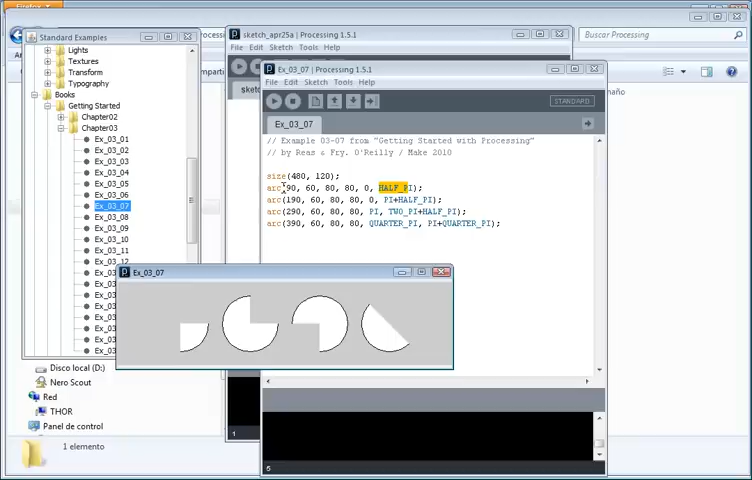 Firefox
Buscar Processing
Standard Examples
Lights
Textures
Transform
Typography
Books
Getting Started
Chapter02
Chapter03
Ex_03_01
Ex_03_02
Ex_03_03
Ex_03_04
Ex_03_05
Ex_03_06
Ex_03_07
Ex_03_08
Ex_03_09
Ex_03_10
Ex_03_11
Ex_03_12
Disco local (D:)
Nero Scout
Red
THOR
Panel de control
1 elemento
sketch_apr25a | Processing 1.5.1
File Edit Sketch Tools Help
1
Ex_03_07 | Processing 1.5.1
File Edit Sketch Tools Help
STANDARD
Ex_03_07
// Example 03-07 from "Getting Started with Processing"
// by Reas & Fry. O'Reilly / Make 2010
size(480, 120);
arc(90, 60, 80, 80, 0, HALF_PI);
arc(190, 60, 80, 80, 0, PI+HALF_PI);
arc(290, 60, 80, 80, PI, TWO_PI+HALF_PI);
arc(390, 60, 80, 80, QUARTER_PI, PI+QUARTER_PI);
5
Ex_03_07